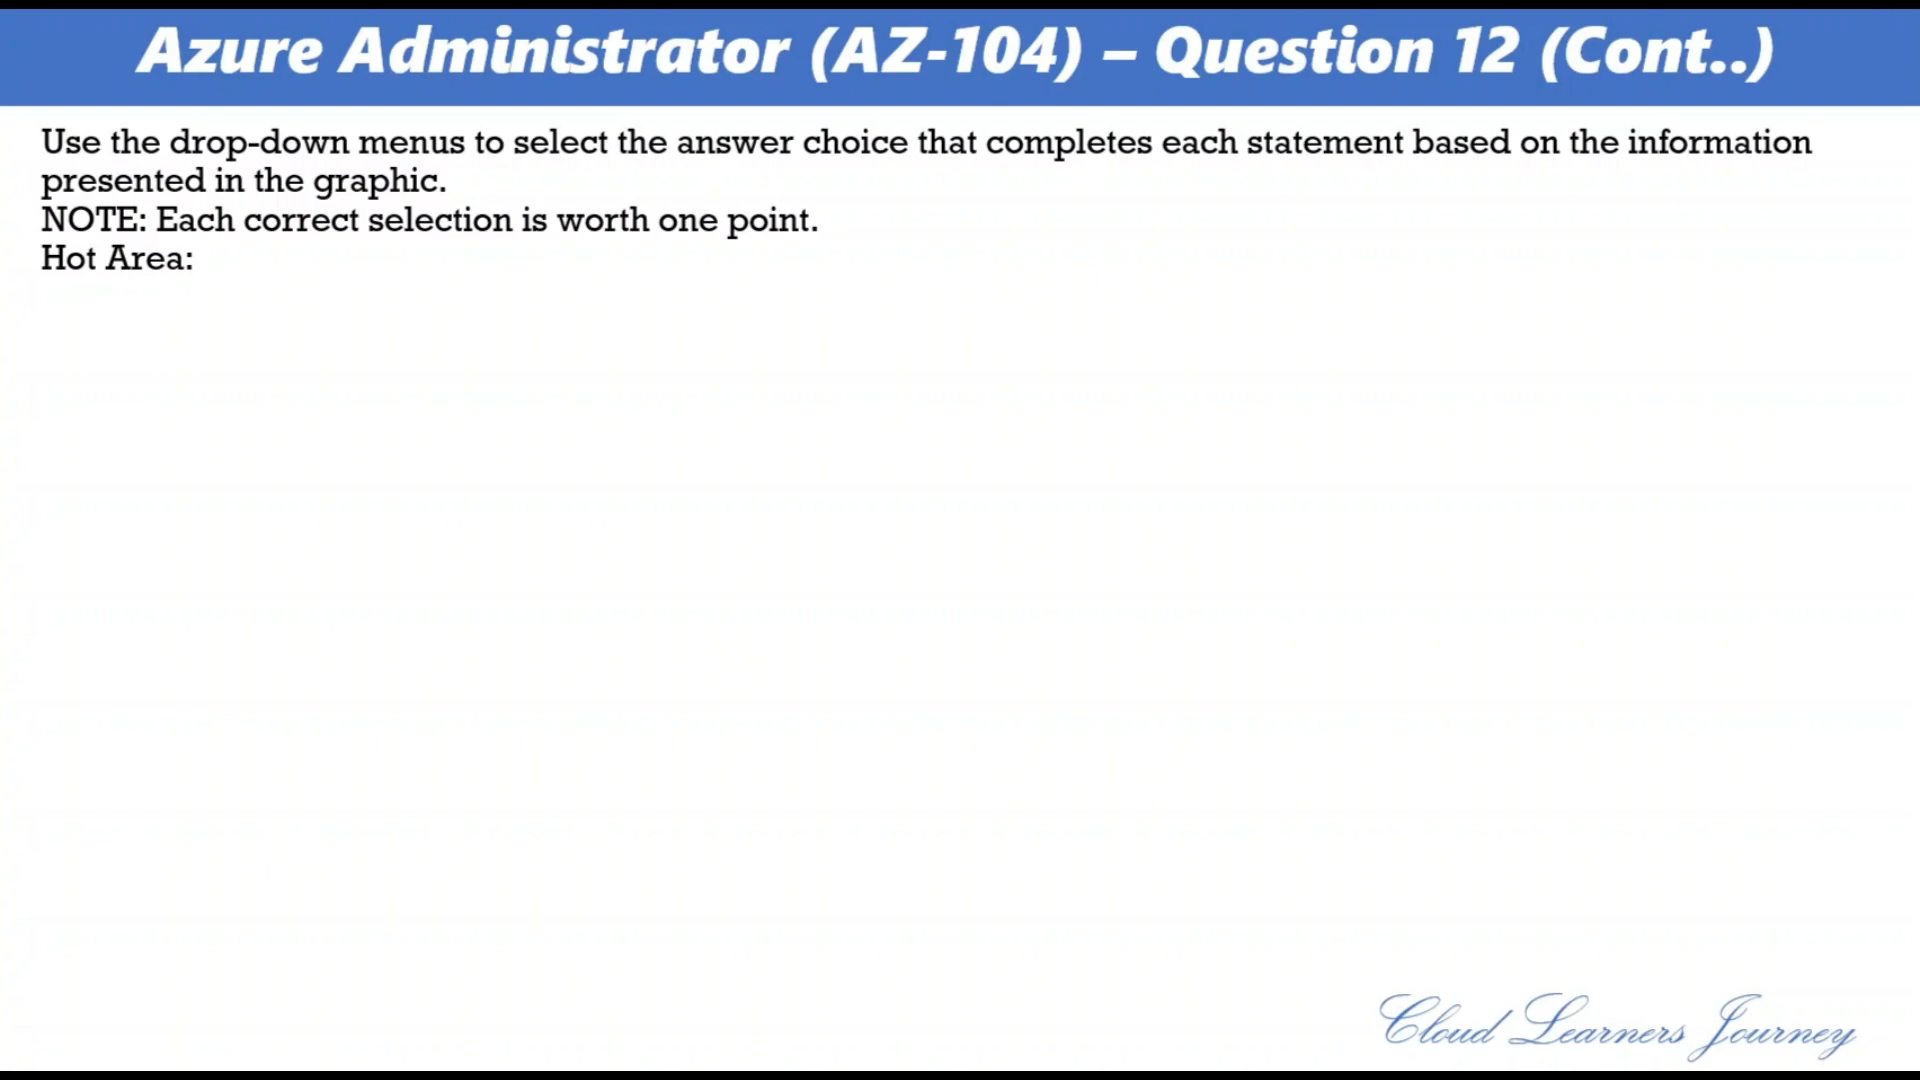 Azure Administrator (AZ-104) – Question 12 (Cont..)
Use the drop-down menus to select the answer choice that completes each statement based on the information
presented in the graphic.
NOTE: Each correct selection is worth one point.
Hot Area:
Cloud Learners Journey